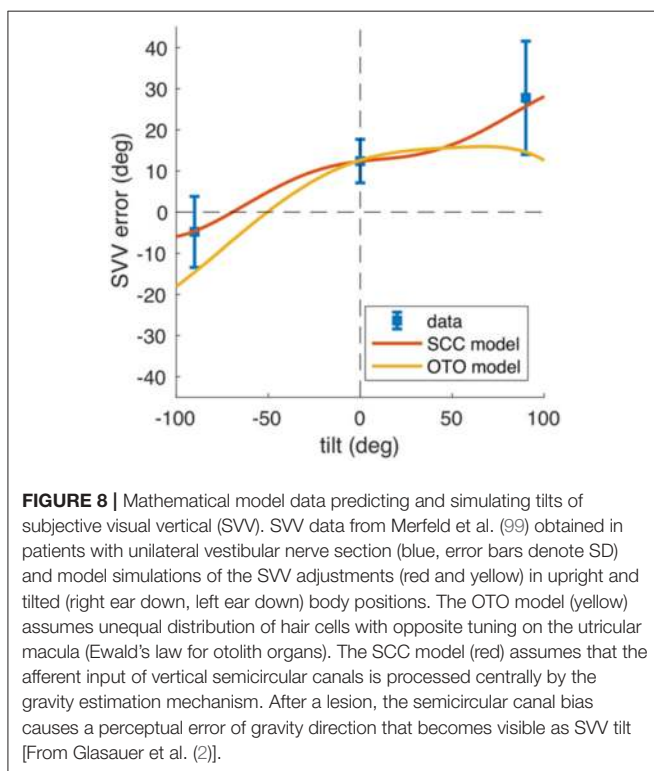 40
30
20
10
0
-10
-20
-30
-40
SVV error (deg)
data
SCC model
OTO model
-100
-50
0
50
100
tilt (deg)
FIGURE 8 | Mathematical model data predicting and simulating tilts of
subjective visual vertical (SVV). SVV data from Merfeld et al. (99) obtained in
patients with unilateral vestibular nerve section (blue, error bars denote SD)
and model simulations of the SVV adjustments (red and yellow) in upright and
tilted (right ear down, left ear down) body positions. The OTO model (yellow)
assumes unequal distribution of hair cells with opposite tuning on the utricular
macula (Ewald's law for otolith organs). The SCC model (red) assumes that the
afferent input of vertical semicircular canals is processed centrally by the
gravity estimation mechanism. After a lesion, the semicircular canal bias
causes a perceptual error of gravity direction that becomes visible as SVV tilt
[From Glasauer et al. (2)].